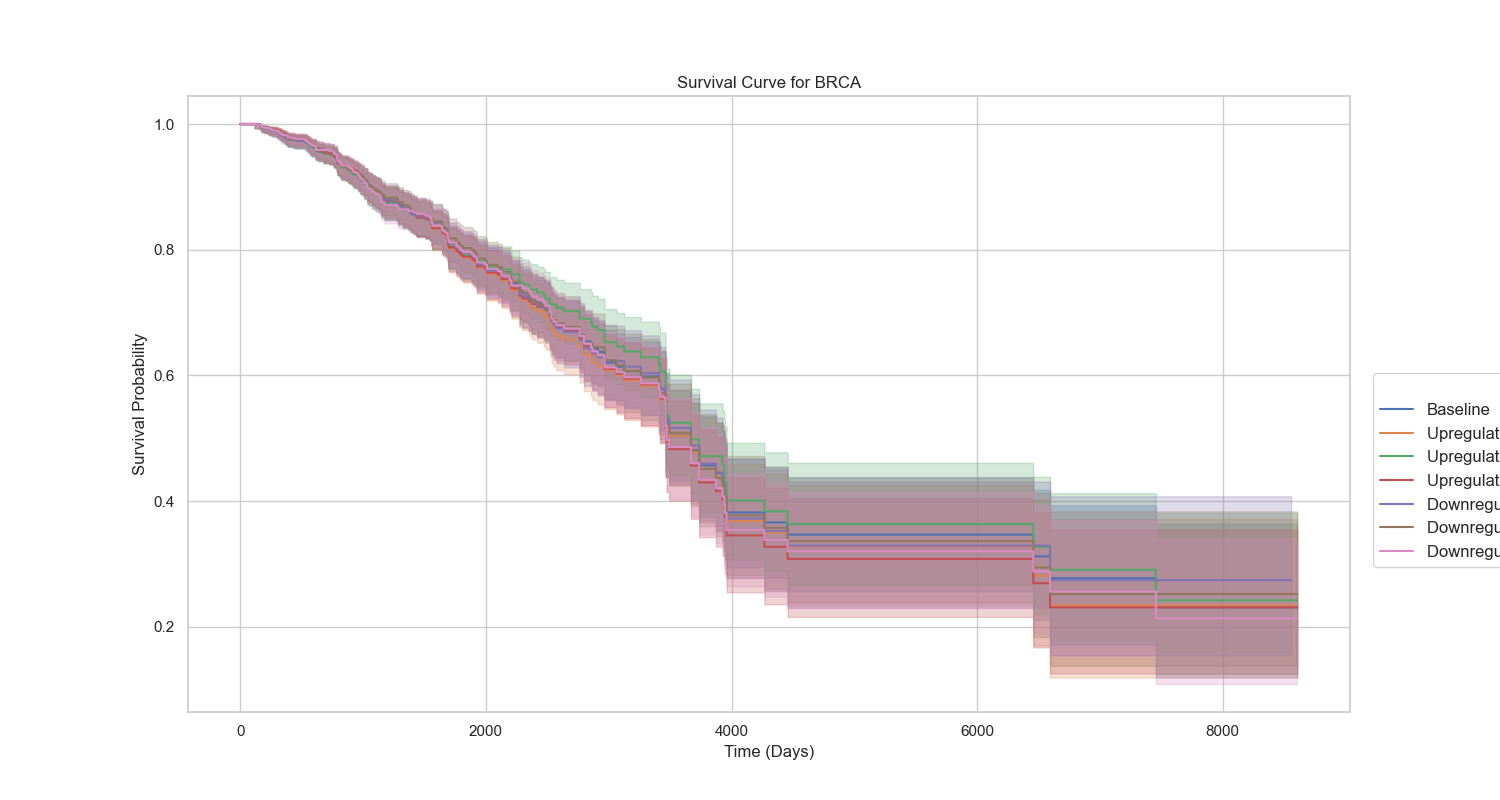 Survival Curve for BRCA
1.0
0.8
0.6
0.4
0.2
Survival Probability
0
2000
4000
6000
8000
Time (Days)
Baseline
Upregulat
Upregulat
Upregulat
Downregu
Downregu
Downregu